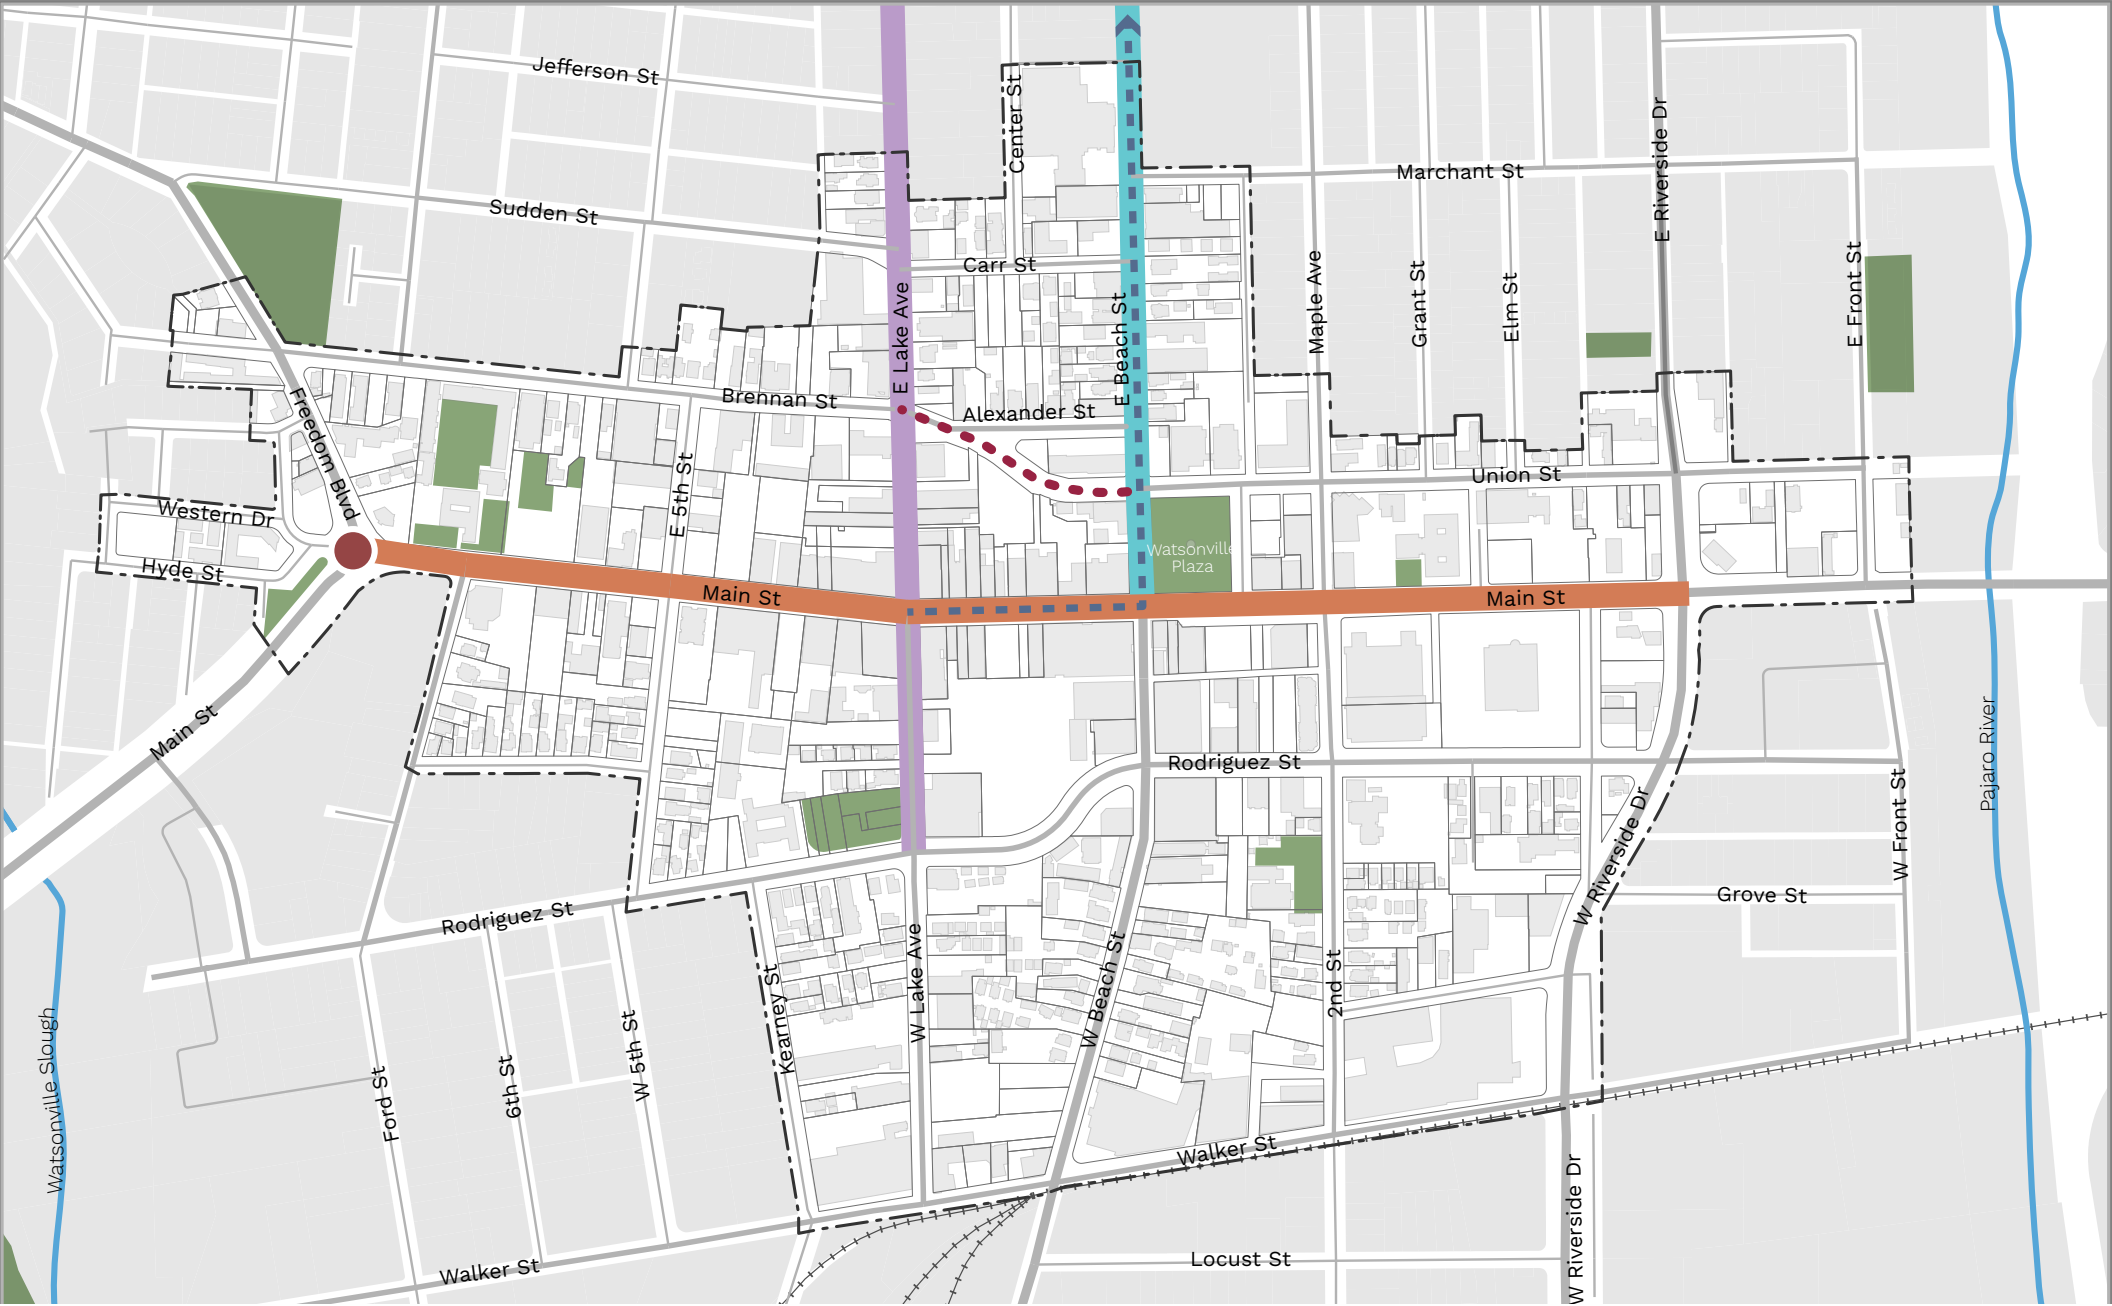 Jefferson St
Center St
E Riverside Dr
Marchant St
Sudden St
Carr St
E Lake Ave
E Beach St
Maple Ave
Grant St
Elm St
E Front St
Brennan St
Alexander St
Freedom Blvd
E 5th St
Union St
Western Dr
Hyde St
Watsonville
Plaza
Main St
Main St
Main St
Rodriguez St
Pajaro River
W Front St
W Riverside Dr
Grove St
Rodriguez St
Kearney St
W Lake Ave
W Beach St
2nd St
Watsonville Slough
Ford St
6th St
W 5th St
Walker St
W Riverside Dr
Walker St
Locust St